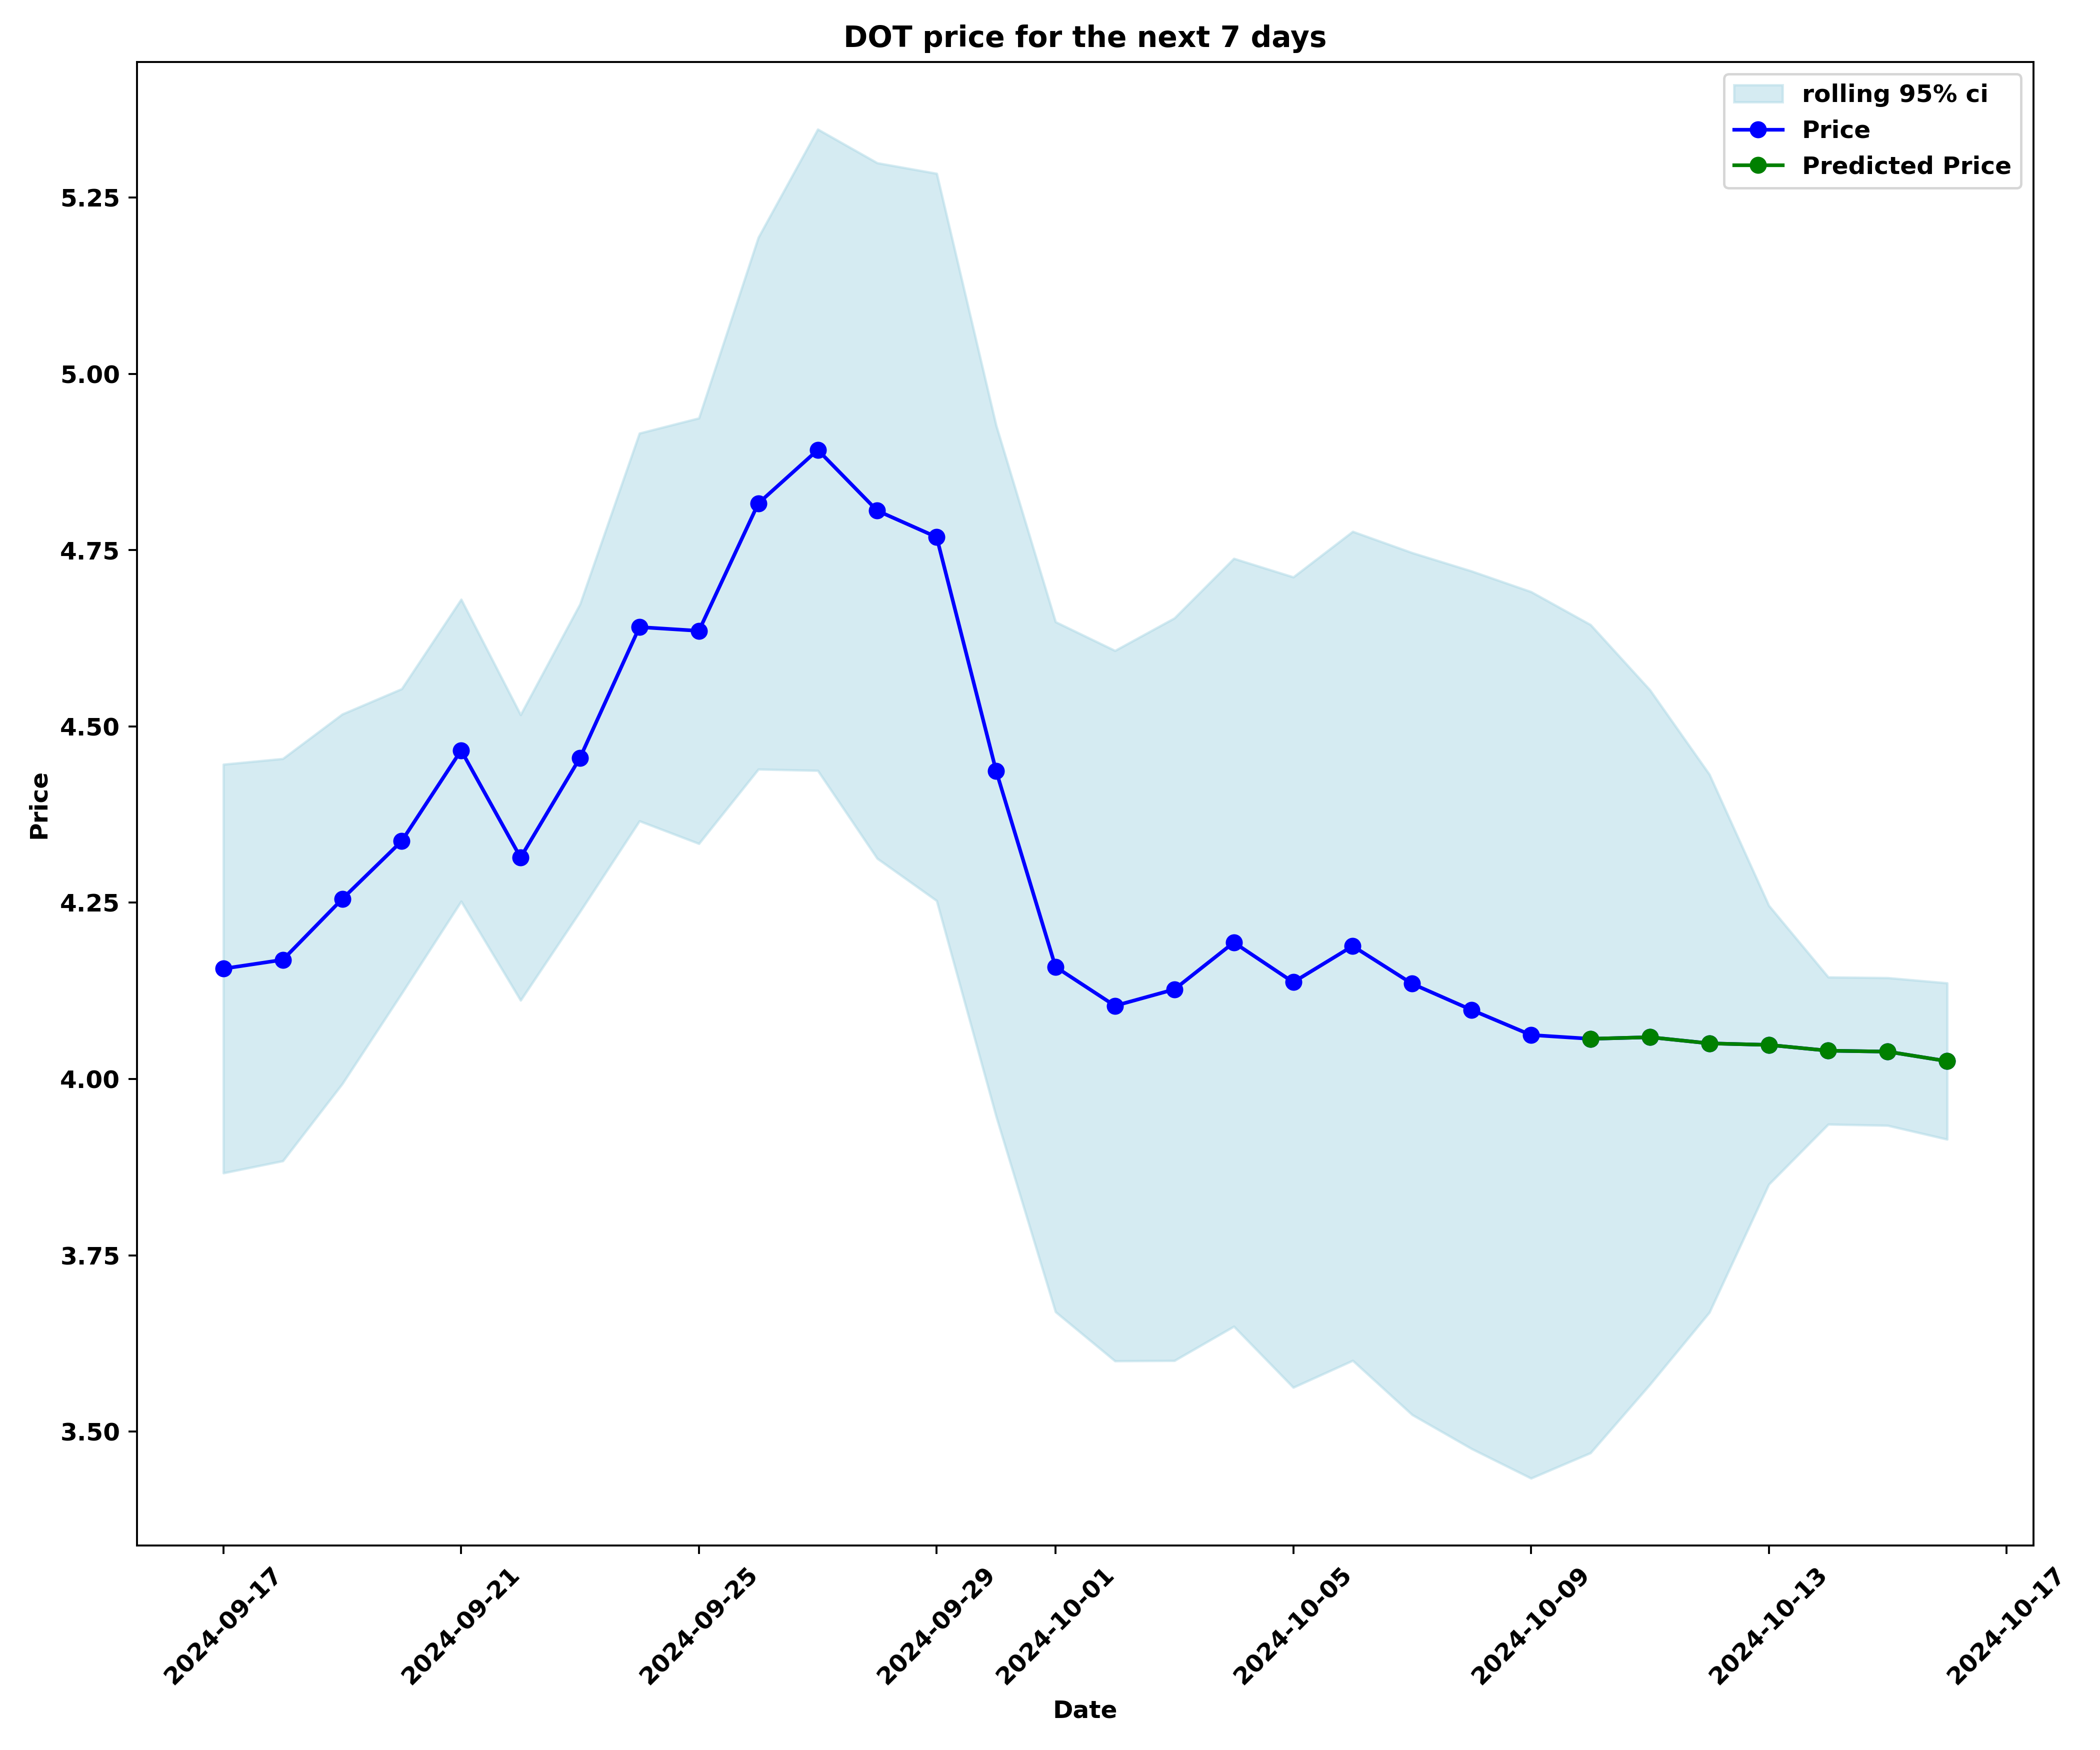 DOT price for the next 7 days
rolling 95% ci
Price
Predicted Price
5.25
5.00
4.75
4.50
4.25
4.00
3.75
3.50
Price
2024-09-17
2024-09-21
2024-09-25
2024-09-29
2024-10-01
2024-10-05
2024-10-09
2024-10-13
2024-10-17
Date